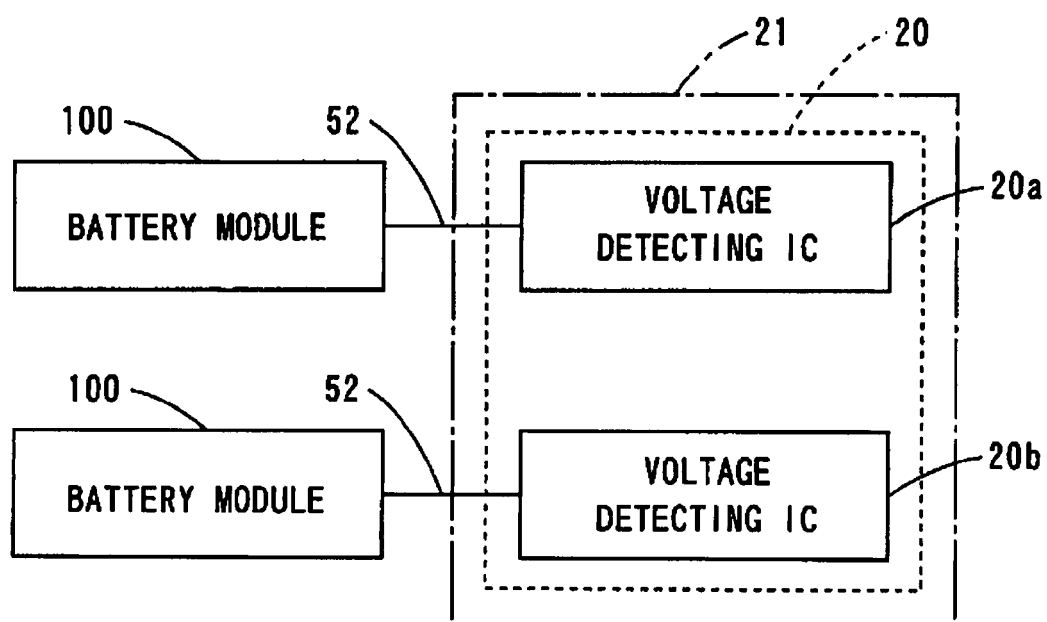 21
20
100
52
BATTERY MODULE
VOLTAGE
DETECTING IC
20a
100
52
BATTERY MODULE
VOLTAGE
DETECTING IC
20b